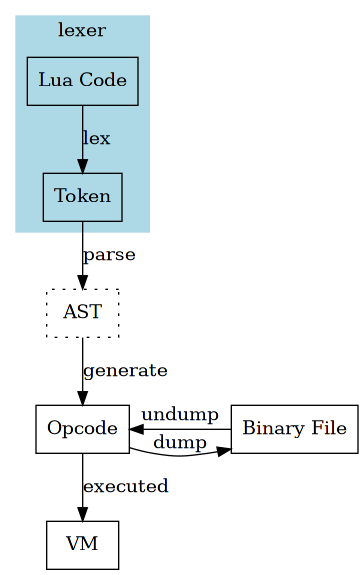 lexer
Lua Code
lex
Token
parse
AST
generate
undump
Opcode
Binary File
dump
executed
VM